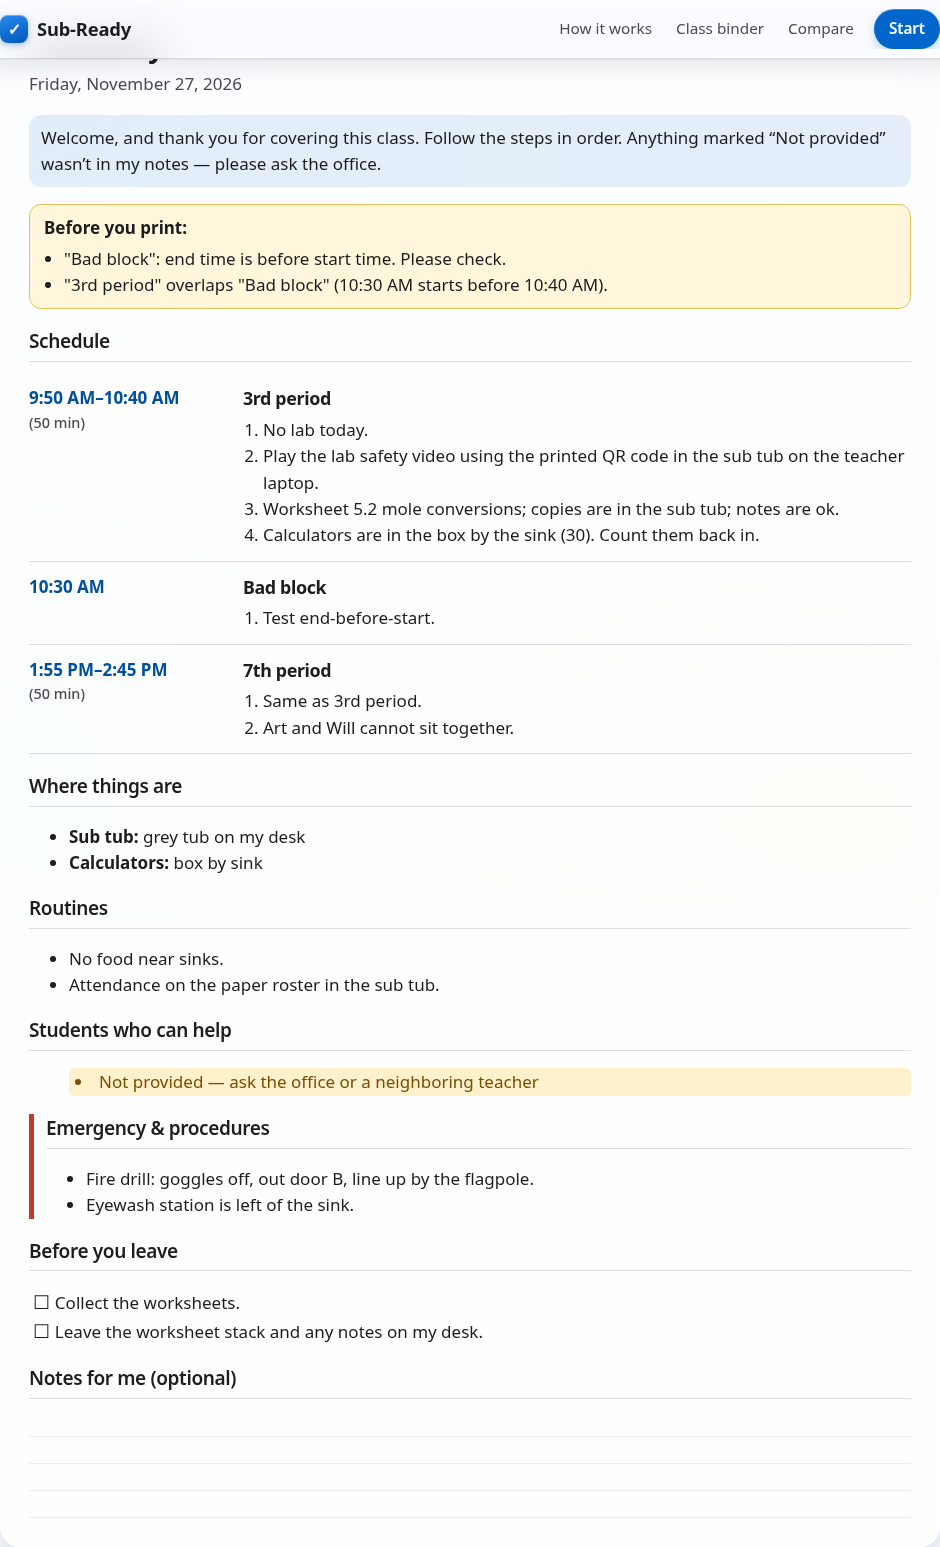 Sub-Ready
How it works
Class binder
Compare
Start
Friday, November 27, 2026
Welcome, and thank you for covering this class. Follow the steps in order. Anything marked “Not provided”
wasn’t in my notes — please ask the office.
Before you print:
• "Bad block": end time is before start time. Please check.
• "3rd period" overlaps "Bad block" (10:30 AM starts before 10:40 AM).
Schedule
9:50 AM–10:40 AM
(50 min)
3rd period
1. No lab today.
2. Play the lab safety video using the printed QR code in the sub tub on the teacher
laptop.
3. Worksheet 5.2 mole conversions; copies are in the sub tub; notes are ok.
4. Calculators are in the box by the sink (30). Count them back in.
10:30 AM
Bad block
1. Test end-before-start.
1:55 PM–2:45 PM
(50 min)
7th period
1. Same as 3rd period.
2. Art and Will cannot sit together.
Where things are
• Sub tub: grey tub on my desk
• Calculators: box by sink
Routines
• No food near sinks.
• Attendance on the paper roster in the sub tub.
Students who can help
• Not provided — ask the office or a neighboring teacher
Emergency & procedures
• Fire drill: goggles off, out door B, line up by the flagpole.
• Eyewash station is left of the sink.
Before you leave
☐ Collect the worksheets.
☐ Leave the worksheet stack and any notes on my desk.
Notes for me (optional)